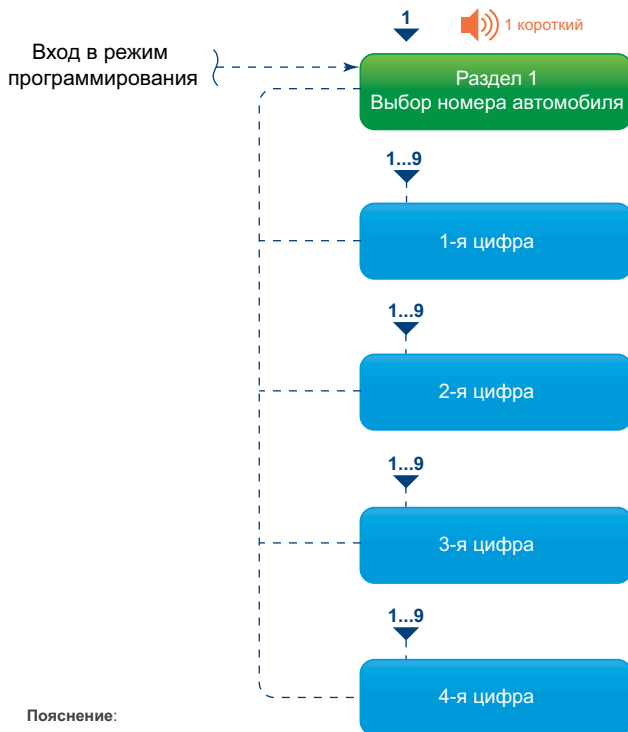 1
1 короткий
Вход в режим
программирования
Раздел 1
Выбор номера автомобиля
1...9
1-я цифра
1...9
2-я цифра
1...9
3-я цифра
1...9
4-я цифра
Пояснение: